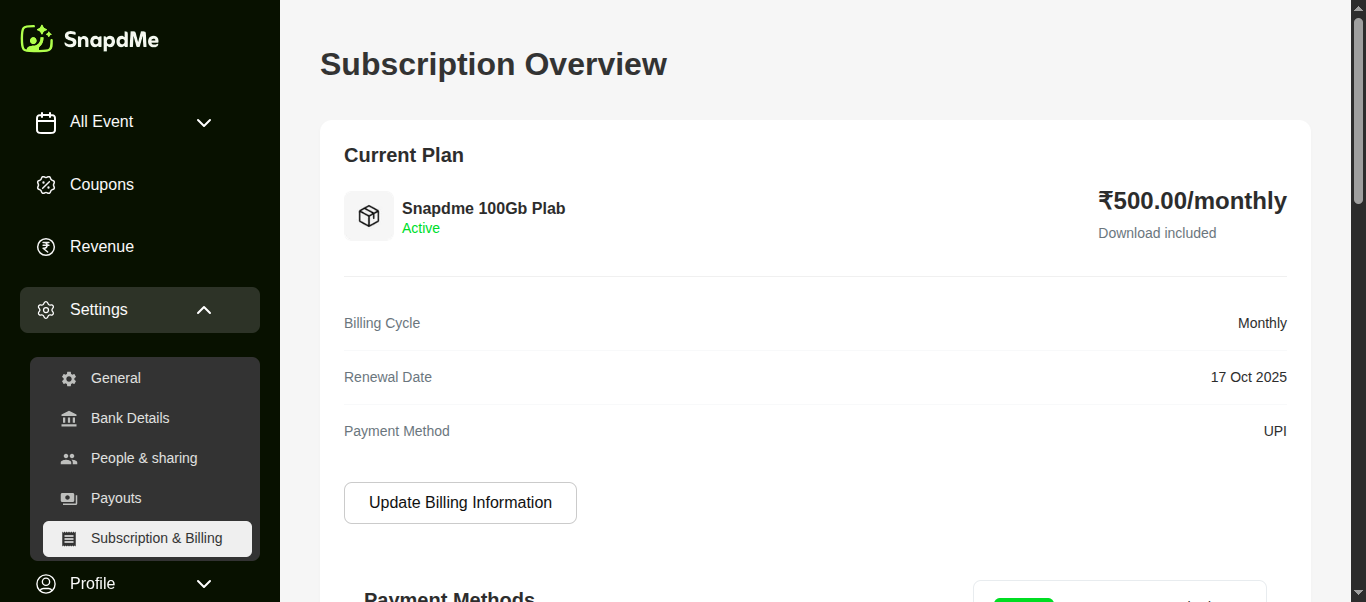 SnapdMe
All Event
Coupons
Revenue
Settings
General
Bank Details
People & sharing
Payouts
Subscription & Billing
Profile
Subscription Overview
Current Plan
Snapdme 100Gb Plab
Active
₹500.00/monthly
Download included
Billing Cycle
Monthly
Renewal Date
17 Oct 2025
Payment Method
UPI
Update Billing Information
Payment Methods